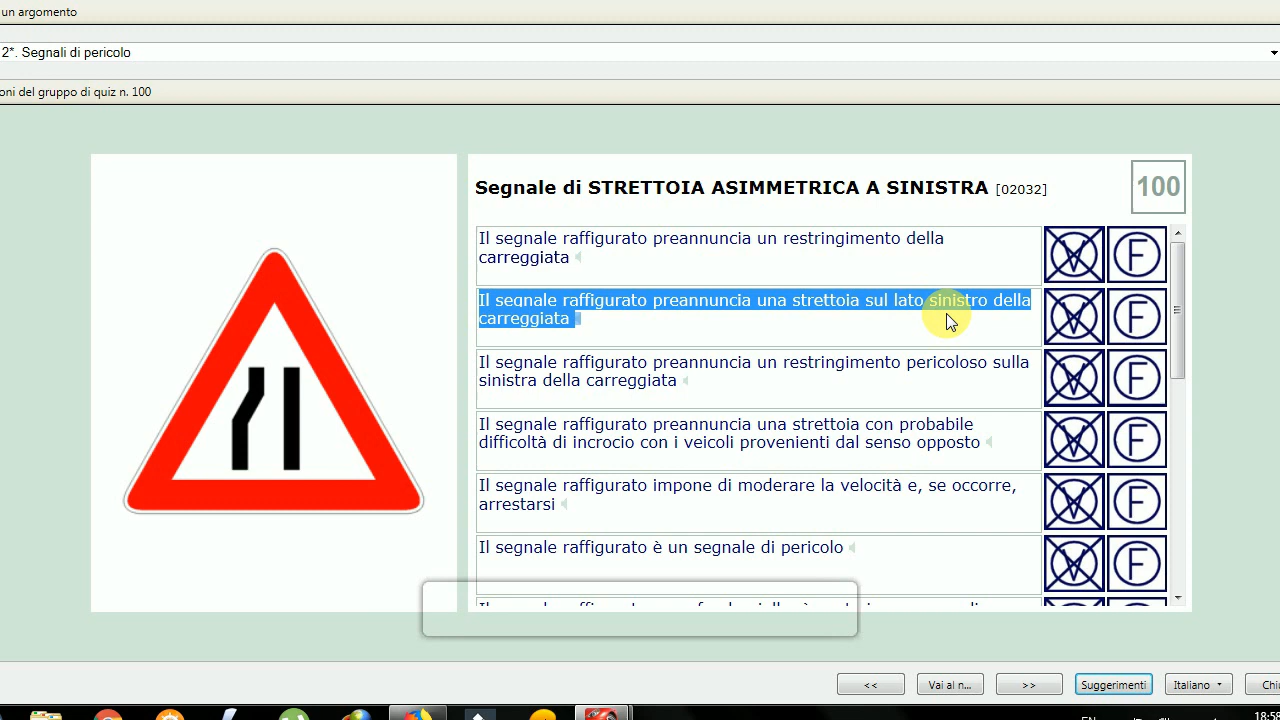 un argomento
2*. Segnali di pericolo
oni del gruppo di quiz n. 100
Segnale di STRETTOIA ASIMMETRICA A SINISTRA [02032]
100
Il segnale raffigurato preannuncia un restringimento della
carreggiata
V F
Il segnale raffigurato preannuncia una strettoia sul lato sinistro della
carreggiata
V F
Il segnale raffigurato preannuncia un restringimento pericoloso sulla
sinistra della carreggiata
V F
Il segnale raffigurato preannuncia una strettoia con probabile
difficoltà di incrocio con i veicoli provenienti dal senso opposto
V F
Il segnale raffigurato impone di moderare la velocità e, se occorre,
arrestarsi
V F
Il segnale raffigurato è un segnale di pericolo
V F
<< Vai al n... >> Suggerimenti Italiano Chi
EN 18:59